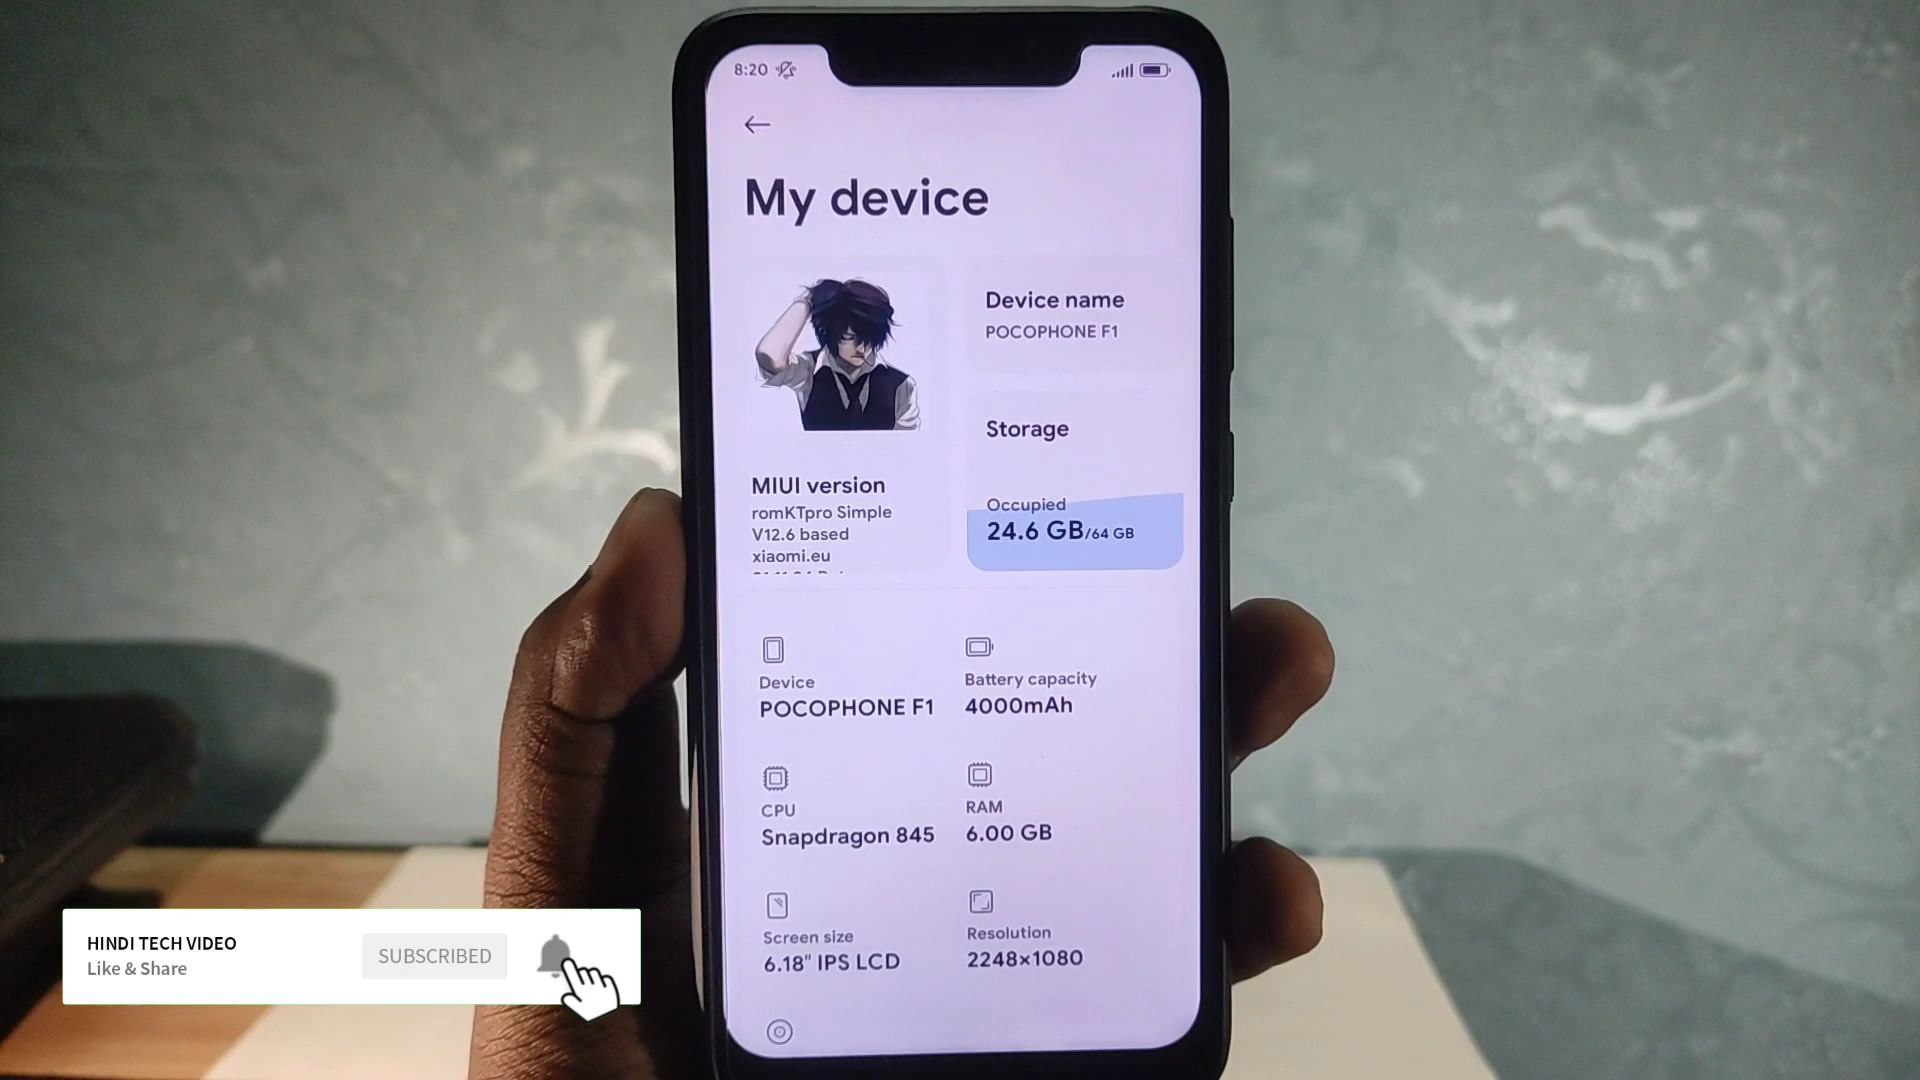 8:20
My device
Device name
POCOPHONE F1
Storage
Occupied
24.6 GB/64 GB
MIUI version
romKTpro Simple
V12.6 based
xiaomi.eu
Device
POCOPHONE F1
Battery capacity
4000mAh
CPU
Snapdragon 845
RAM
6.00 GB
Screen size
6.18" IPS LCD
Resolution
2248×1080
HINDI TECH VIDEO
Like & Share
SUBSCRIBED